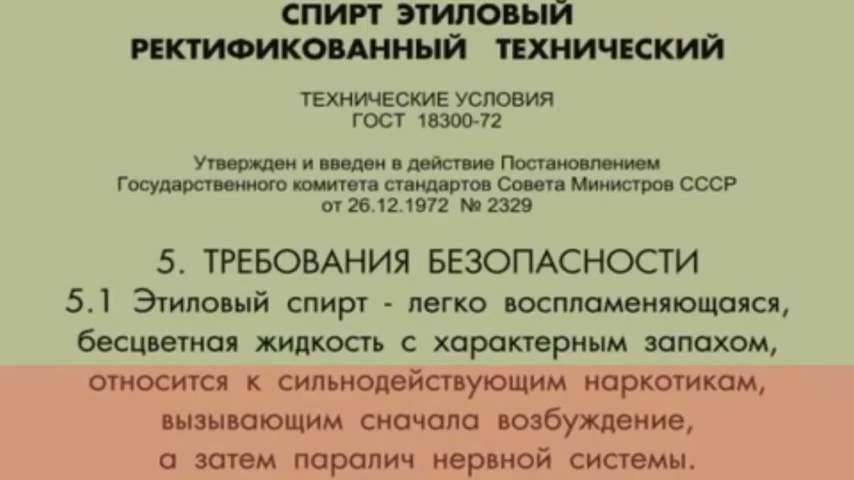 СПИРТ ЭТИЛОВЫЙ
РЕКТИФИКОВАННЫЙ ТЕХНИЧЕСКИЙ
ТЕХНИЧЕСКИЕ УСЛОВИЯ
ГОСТ 18300-72
Утвержден и введен в действие Постановлением
Государственного комитета стандартов Совета Министров СССР
от 26.12.1972 № 2329
5. ТРЕБОВАНИЯ БЕЗОПАСНОСТИ
5.1 Этиловый спирт - легко воспламеняющаяся,
бесцветная жидкость с характерным запахом,
относится к сильнодействующим наркотикам,
вызывающим сначала возбуждение,
а затем паралич нервной системы.